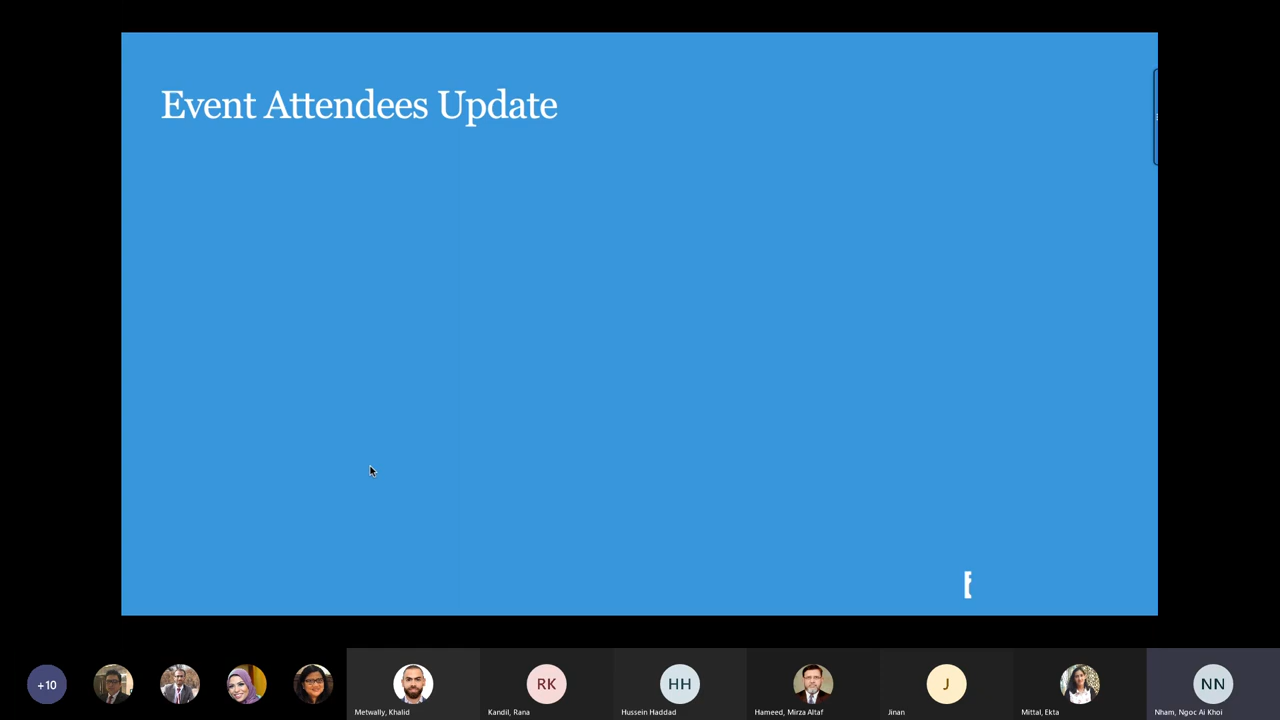 Event Attendees Update
+10
RK
HH
J
NN
Metwally, Khalid
Kandil, Rana
Hussein Haddad
Hameed, Mirza Altaf
Jinan
Mittal, Ekta
Nham, Ngoc Ai Khoi